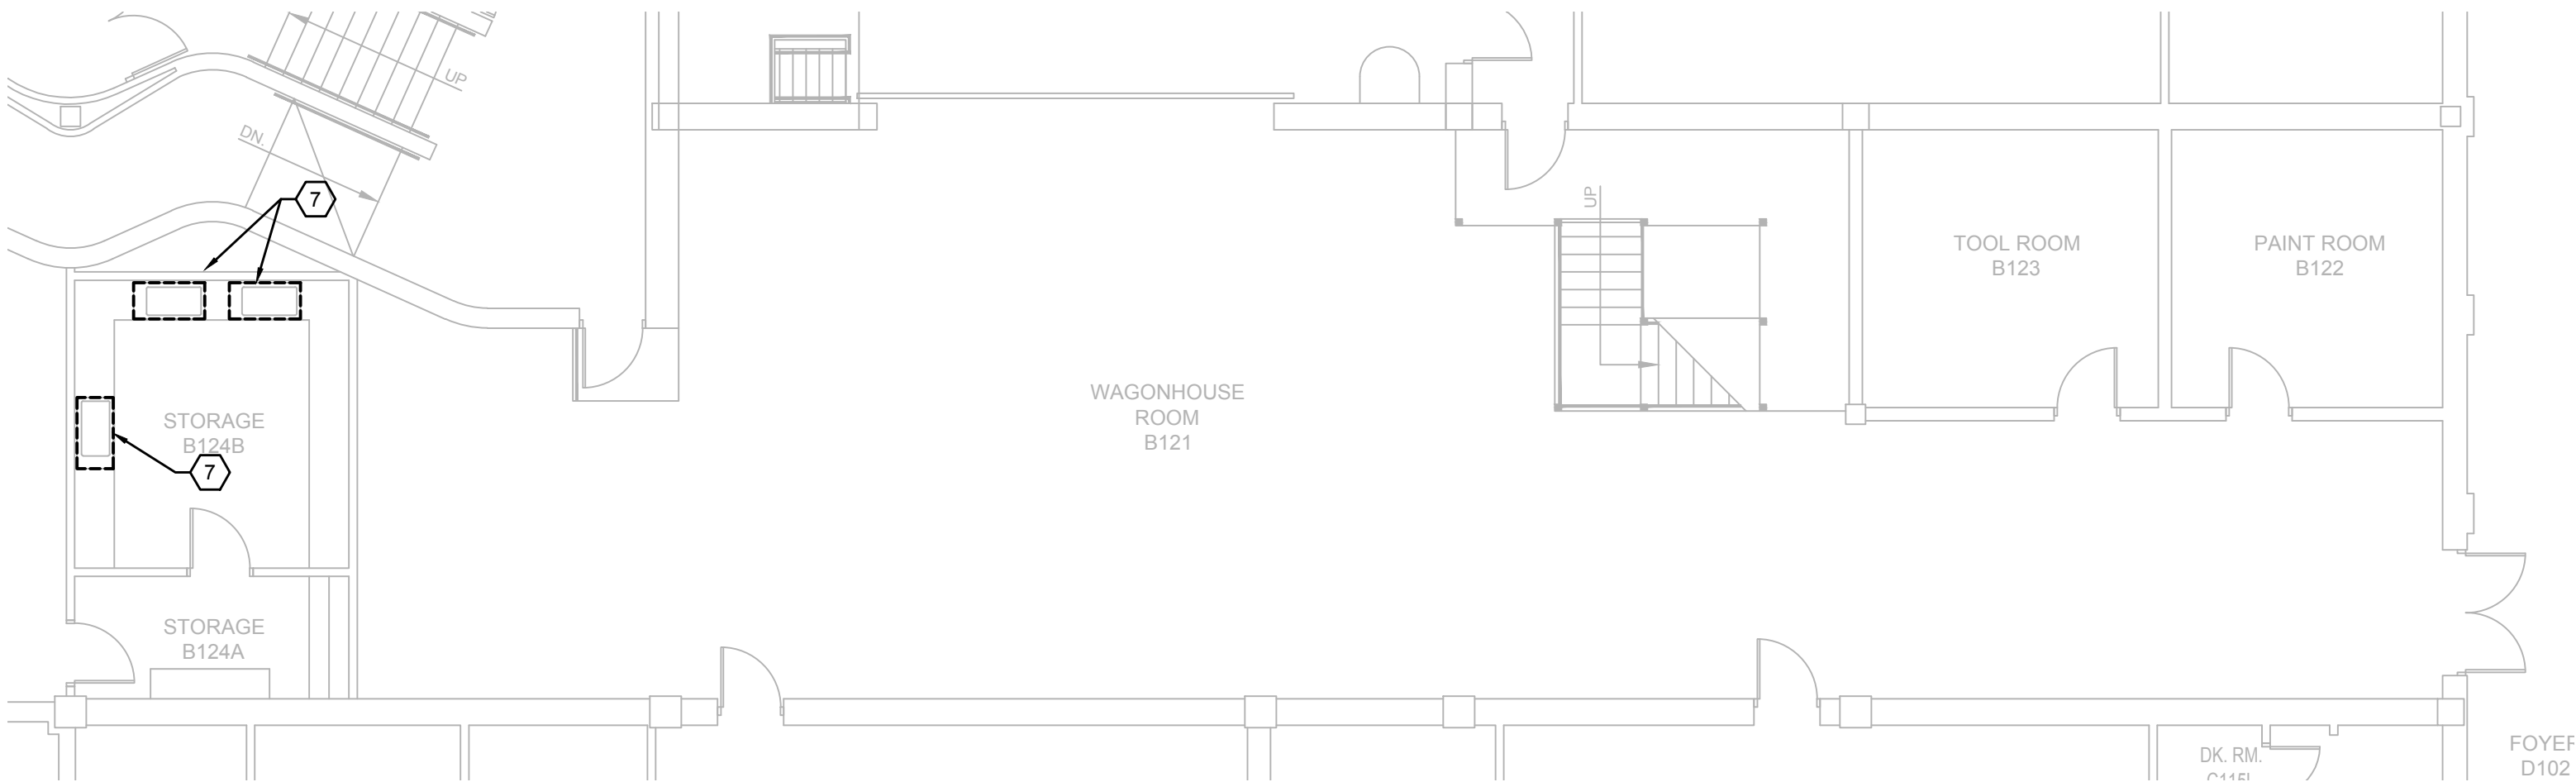 UP
DN.
7
UP
TOOL ROOM
B123
PAINT ROOM
B122
WAGONHOUSE
ROOM
B121
STORAGE
B124B
7
STORAGE
B124A
DK. RM.
FOYER
D102